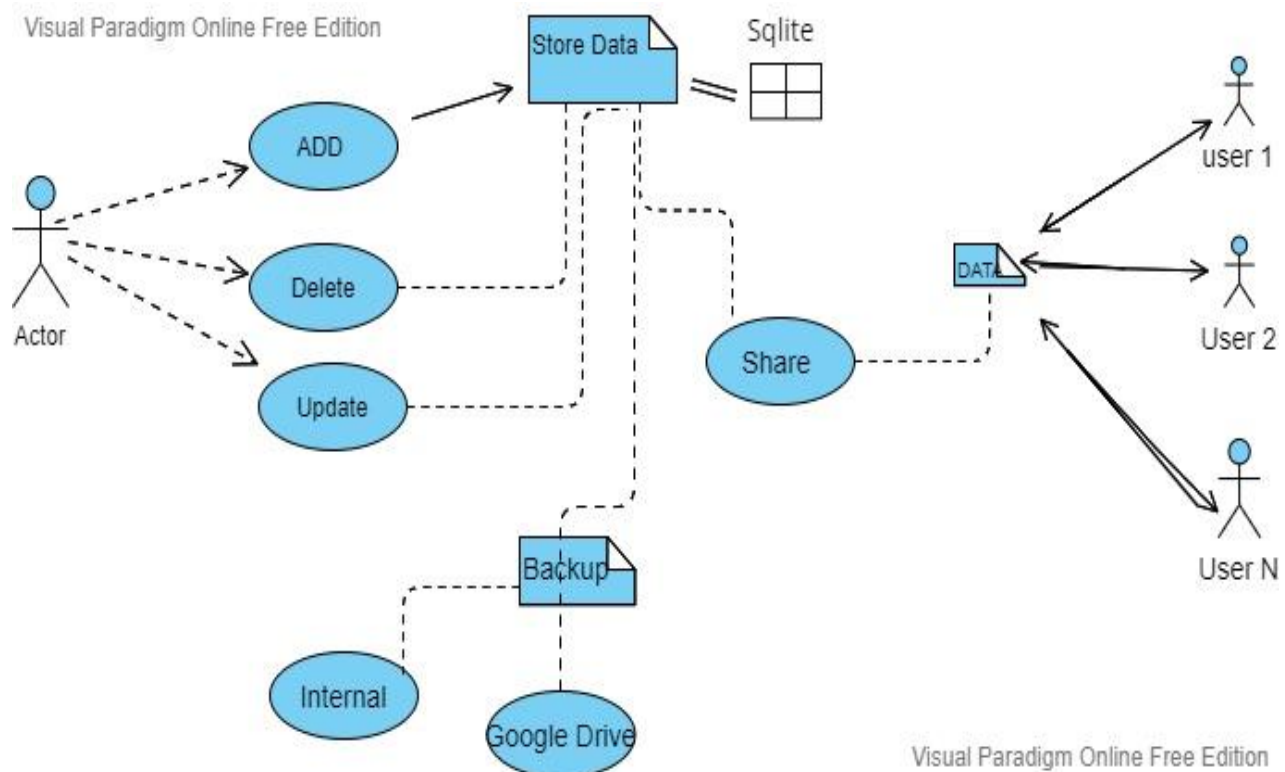 Visual Paradigm Online Free Edition
Store Data
Sqlite
ADD
user 1
Delete
DATA
Actor
User 2
Share
Update
Backup
User N
Internal
Google Drive
Visual Paradigm Online Free Edition